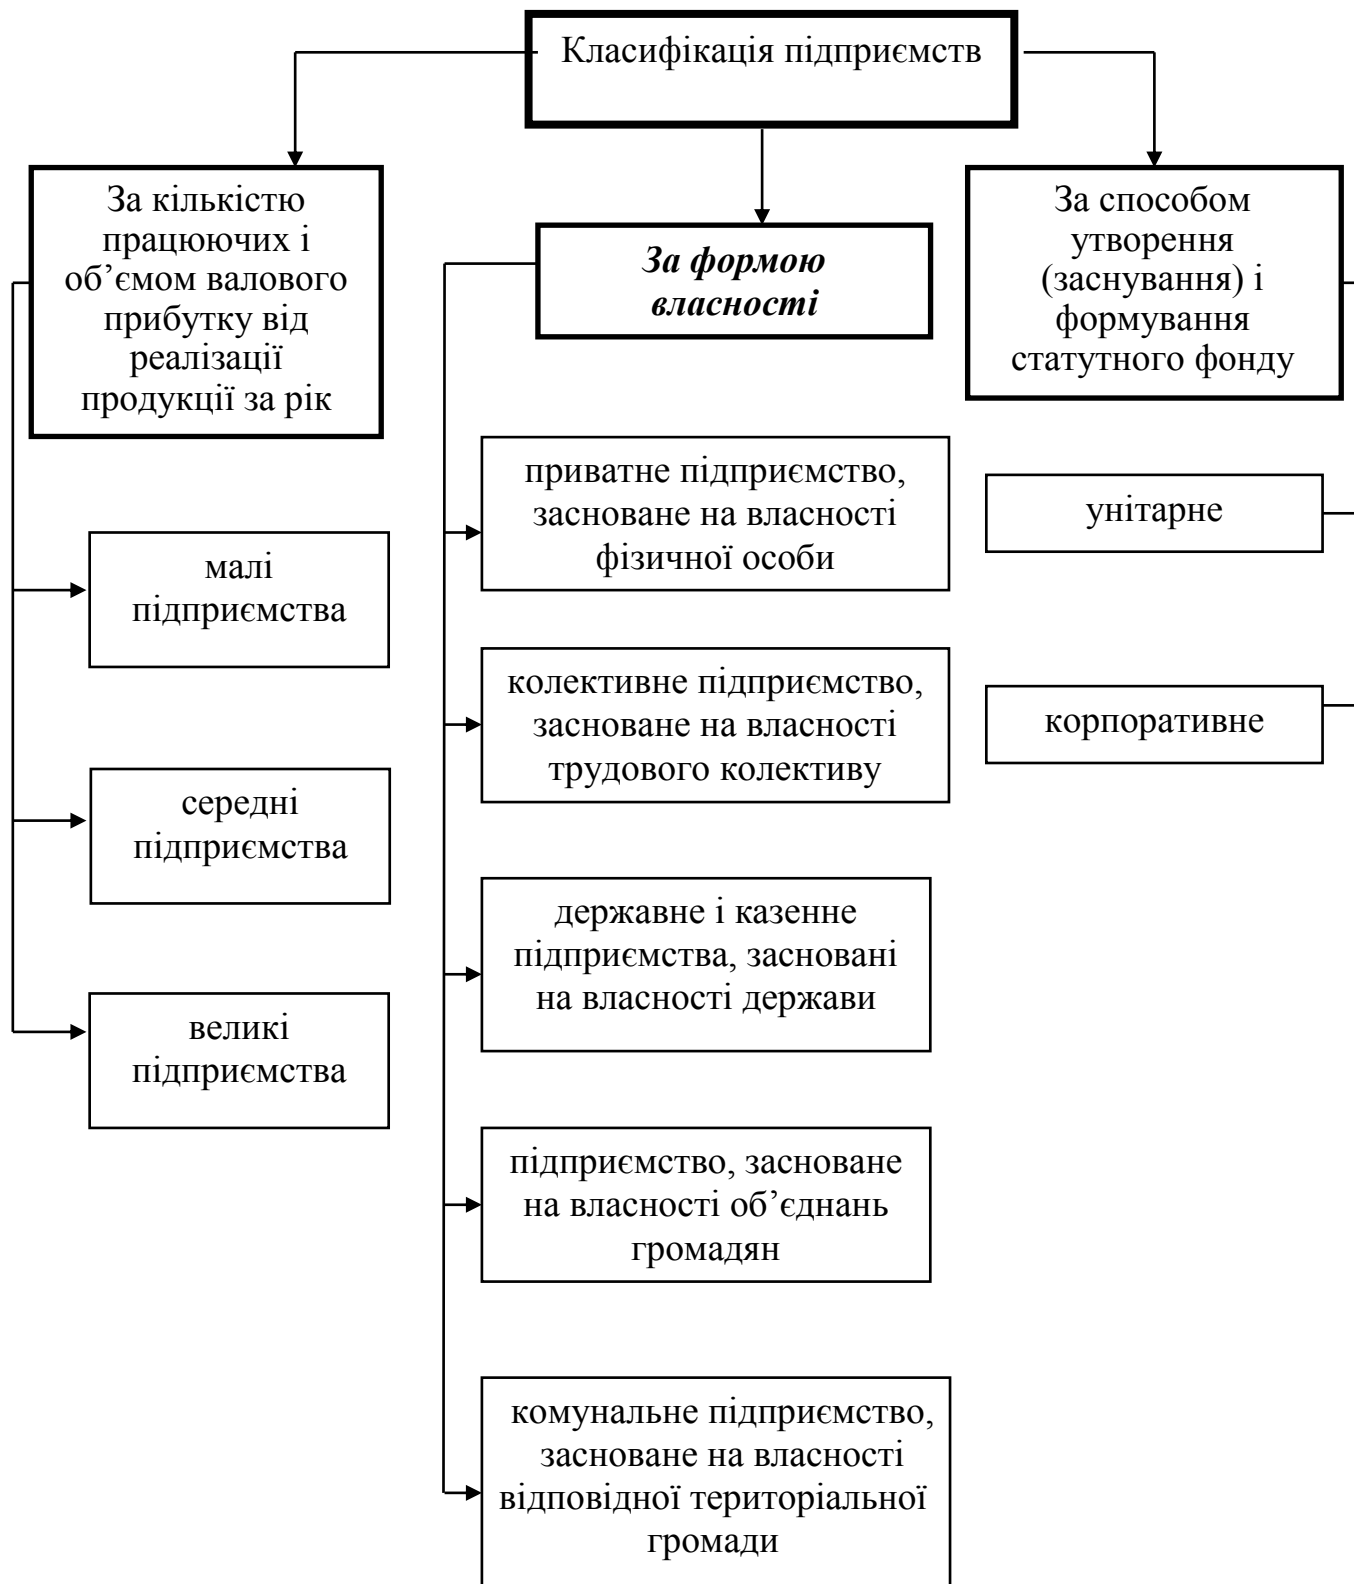 Класифікація підприємств
За кількістю
працюючих і
об’ємом валового
прибутку від
реалізації
продукції за рік
малі
підприємства
середні
підприємства
великі
підприємства
За формою
власності
приватне підприємство,
засноване на власності
фізичної особи
колективне підприємство,
засноване на власності
трудового колективу
державне і казенне
підприємства, засновані
на власності держави
підприємство, засноване
на власності об’єднань
громадян
комунальне підприємство,
засноване на власності
відповідної територіальної
громади
За способом
утворення
(заснування) і
формування
статутного фонду
унітарне
корпоративне